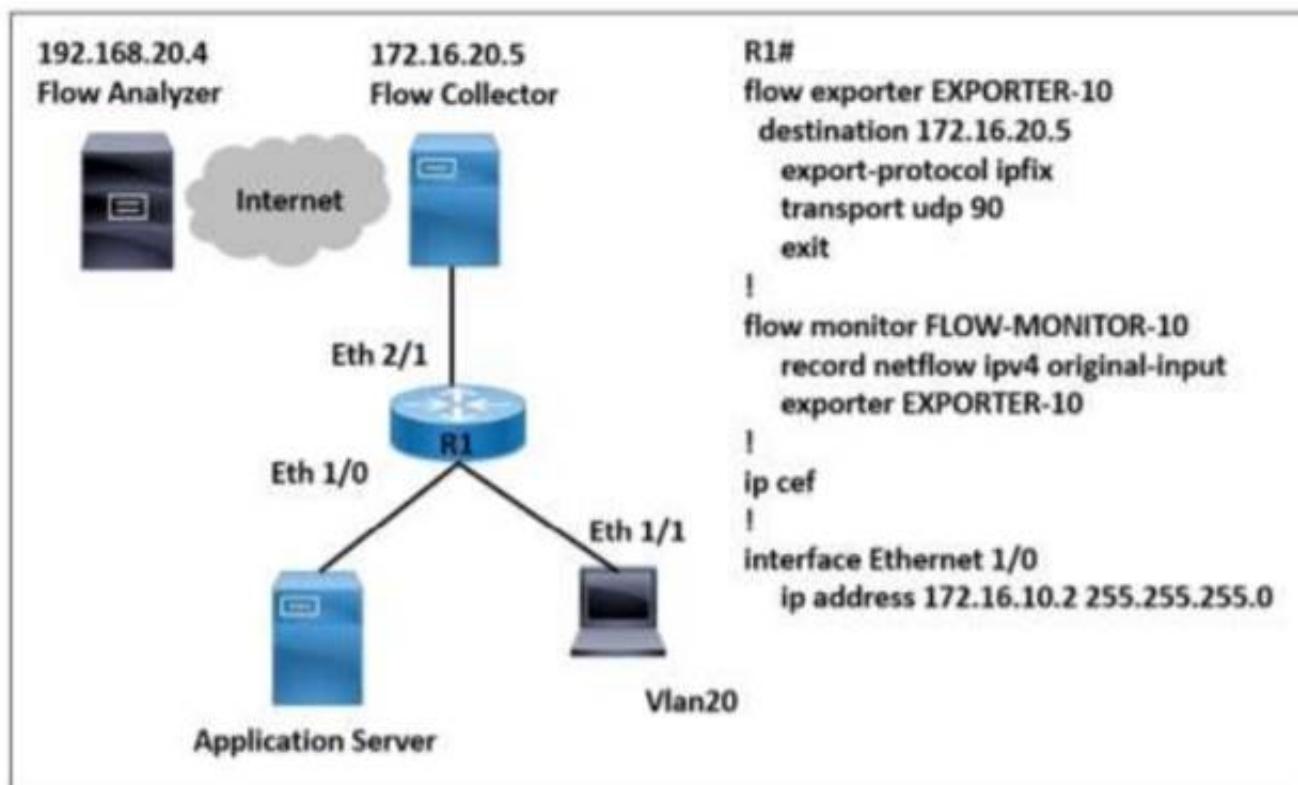 192.168.20.4
Flow Analyzer
172.16.20.5
Flow Collector
Internet
Eth 2/1
R1
Eth 1/0
Eth 1/1
Application Server
Vlan20
R1#
flow exporter EXPORTER-10
destination 172.16.20.5
export-protocol ipfix
transport udp 90
exit
!
flow monitor FLOW-MONITOR-10
record netflow ipv4 original-input
exporter EXPORTER-10
!
ip cef
!
interface Ethernet 1/0
ip address 172.16.10.2 255.255.255.0